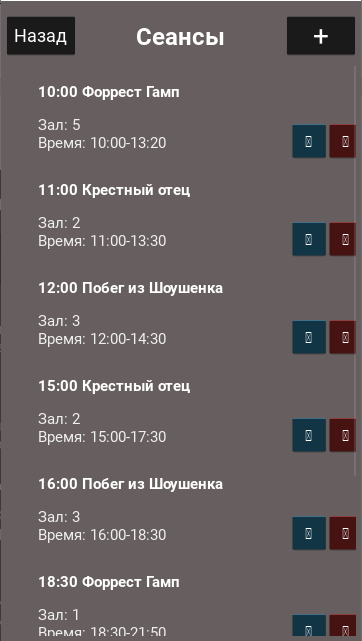 Назад
Сеансы
+
10:00 Форрест Гамп
Зал: 5
Время: 10:00-13:20
11:00 Крестный отец
Зал: 2
Время: 11:00-13:30
12:00 Побег из Шоушенка
Зал: 3
Время: 12:00-14:30
15:00 Крестный отец
Зал: 2
Время: 15:00-17:30
16:00 Побег из Шоушенка
Зал: 3
Время: 16:00-18:30
18:30 Форрест Гамп
Зал: 1
Время: 18:30-21:50